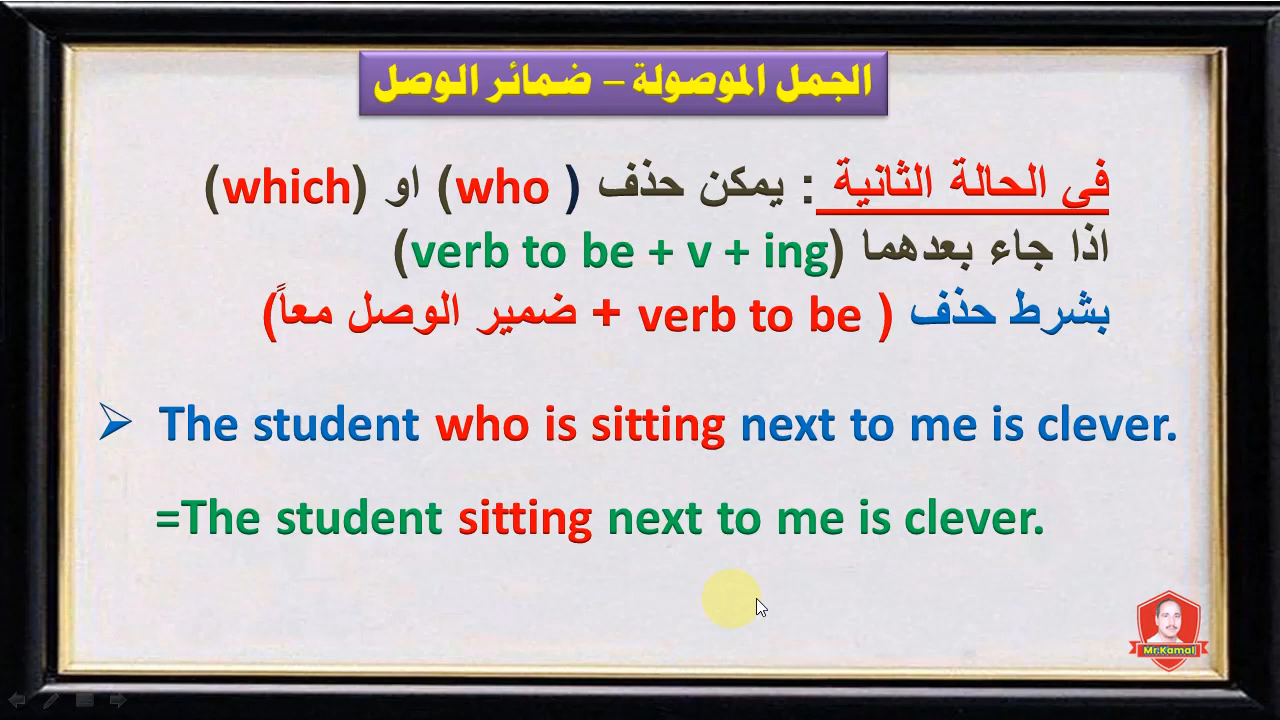 الجمل الموصولة – ضمائر الوصل
في الحالة الثانية : يمكن حذف ( who) او (which)
اذا جاء بعدهما (verb to be + v + ing)
بشرط حذف ( verb to be + ضمير الوصل معاً)
➢ The student who is sitting next to me is clever.
=The student sitting next to me is clever.
Mr.Kamal